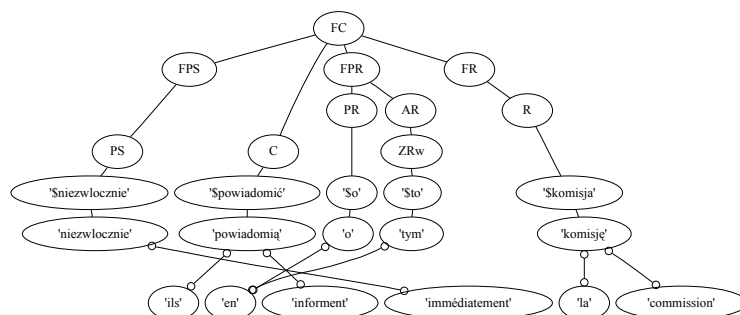 FC
FPS FPR FR
PR AR R
PS C ZRw
'$niezwlocznie' '$powiadomić' '$o' '$to' '$komisja'
'niezwlocznie' 'powiadomią' 'o' 'tym' 'komisję'
'ils' 'en' 'informent' 'immédiatement' 'la' 'commission'